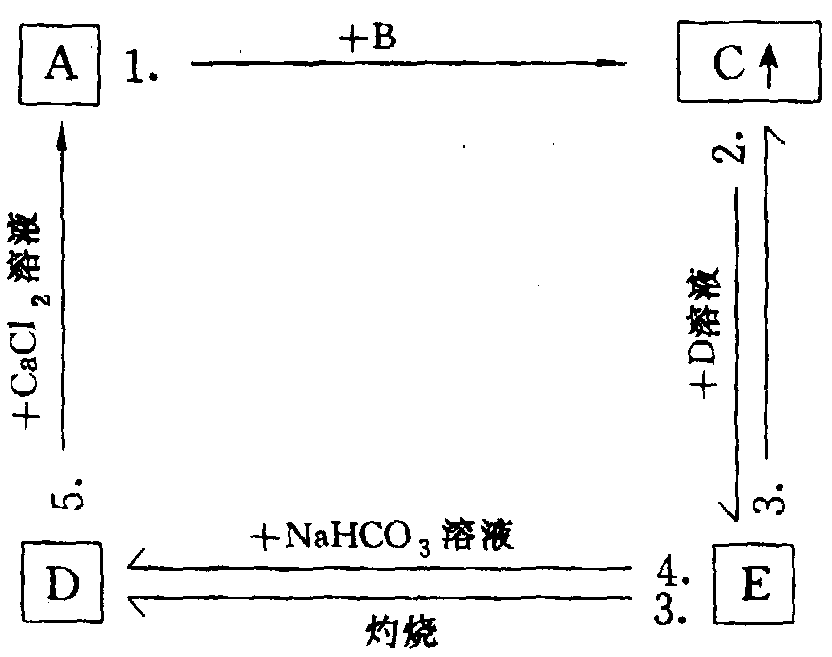 A 1. +B C↑
2.
+CaCl₂溶液
+D溶液
5.
3.
+NaHCO₃溶液
D 4. E
3.
灼烧